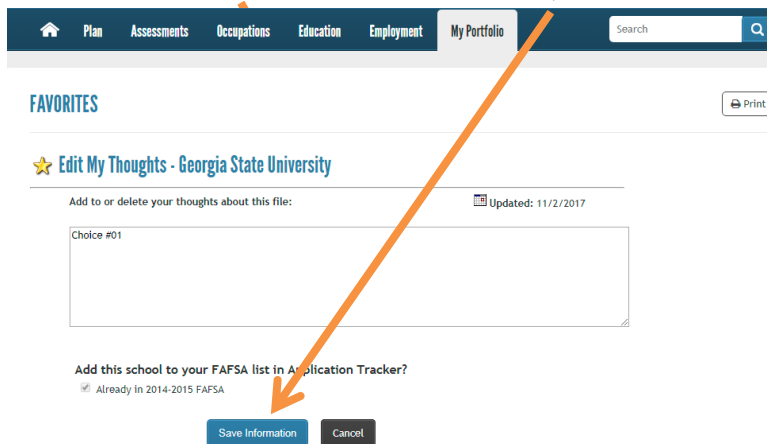 Plan Assessments Occupations Education Employment My Portfolio Search
FAVORITES
Print
Edit My Thoughts - Georgia State University
Add to or delete your thoughts about this file:
Updated: 11/2/2017
Choice #01
Add this school to your FAFSA list in Application Tracker?
Already in 2014-2015 FAFSA
Save Information Cancel